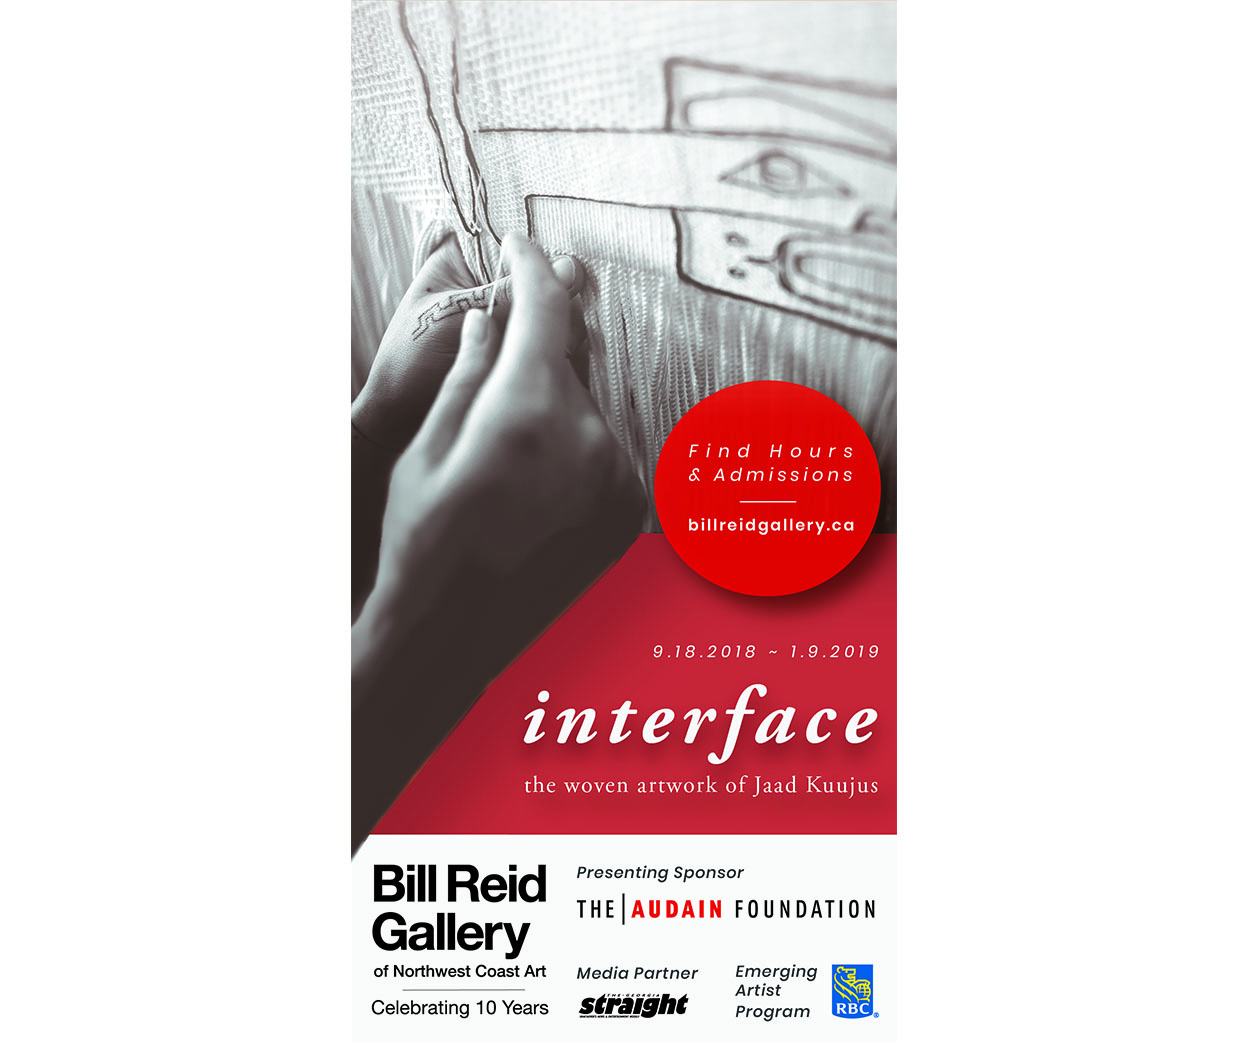 Find Hours
& Admissions
billreidgallery.ca
9.18.2018 ~ 1.9.2019
interface
the woven artwork of Jaad Kuujus
Bill Reid
Gallery
of Northwest Coast Art
Celebrating 10 Years
Presenting Sponsor
THE | AUDAIN FOUNDATION
Media Partner
THE GEORGIA
straight
Emerging
Artist
Program
RBC
®